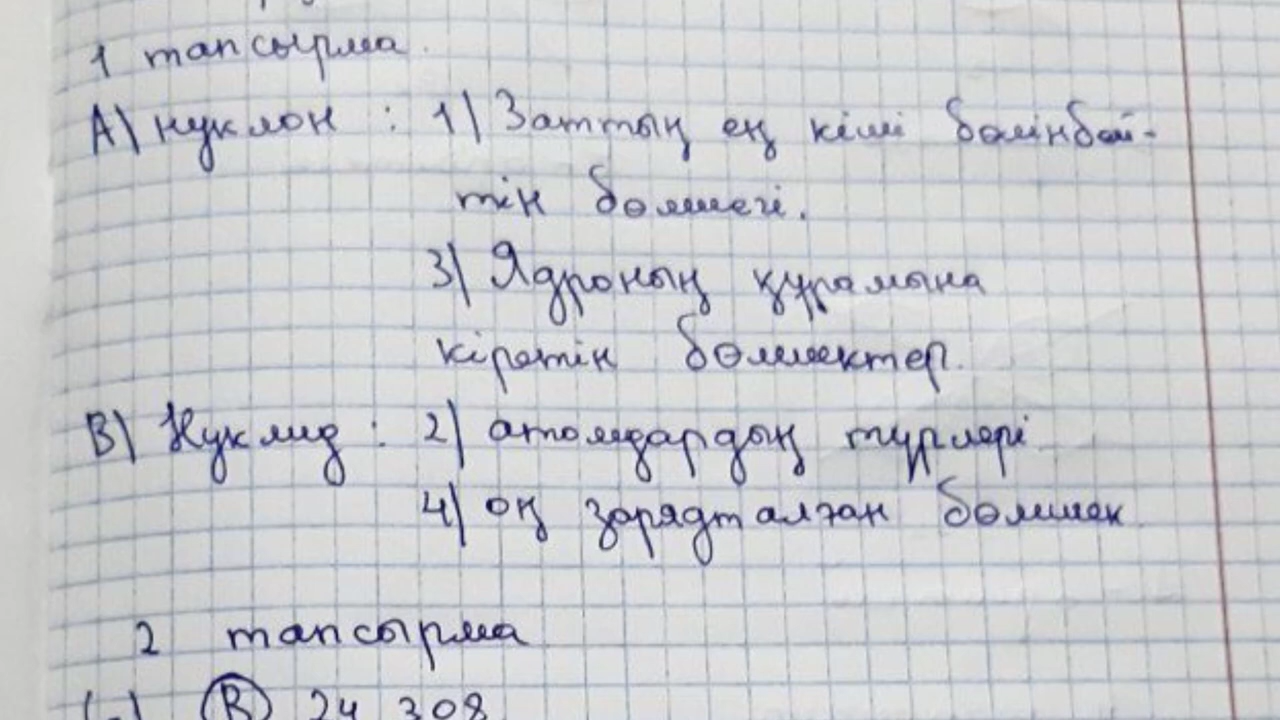 1 тапсырма.
А) нуклон : 1) Заттың ең кіші бөлінбей-
тін бөлшегі.
3) Ядроның құрамына
кіретін бөлшектер.
В) Нуклид : 2) атомдардың түрлері
4) оң зарядталған бөлшек
2 тапсырма
(B) 24 308